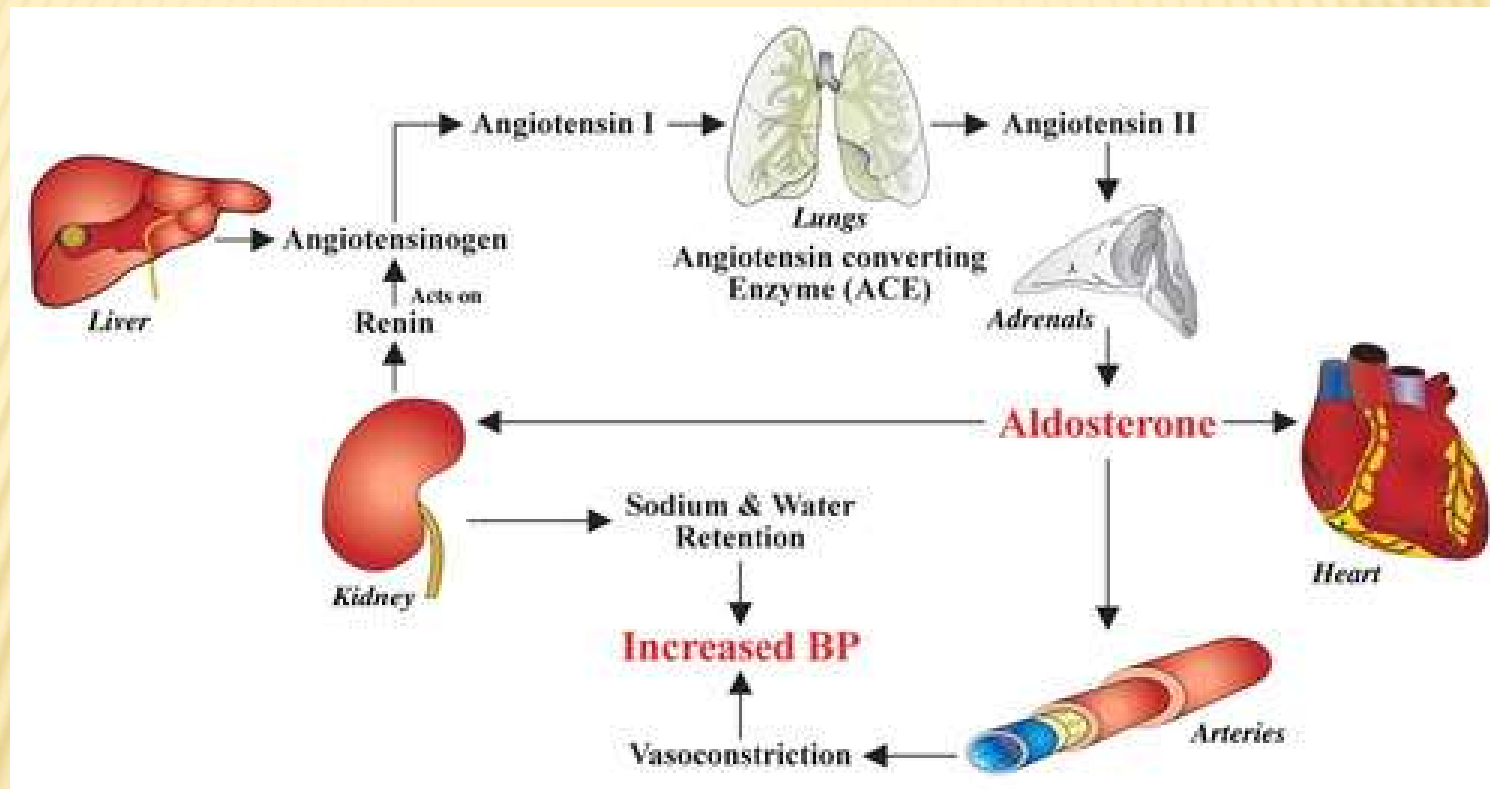 Angiotensin I
Angiotensin II
Lungs
Angiotensin converting
Enzyme (ACE)
Angiotensinogen
Acts on
Renin
Liver
Adrenals
Aldosterone
Heart
Sodium & Water
Retention
Kidney
Increased BP
Vasoconstriction
Arteries